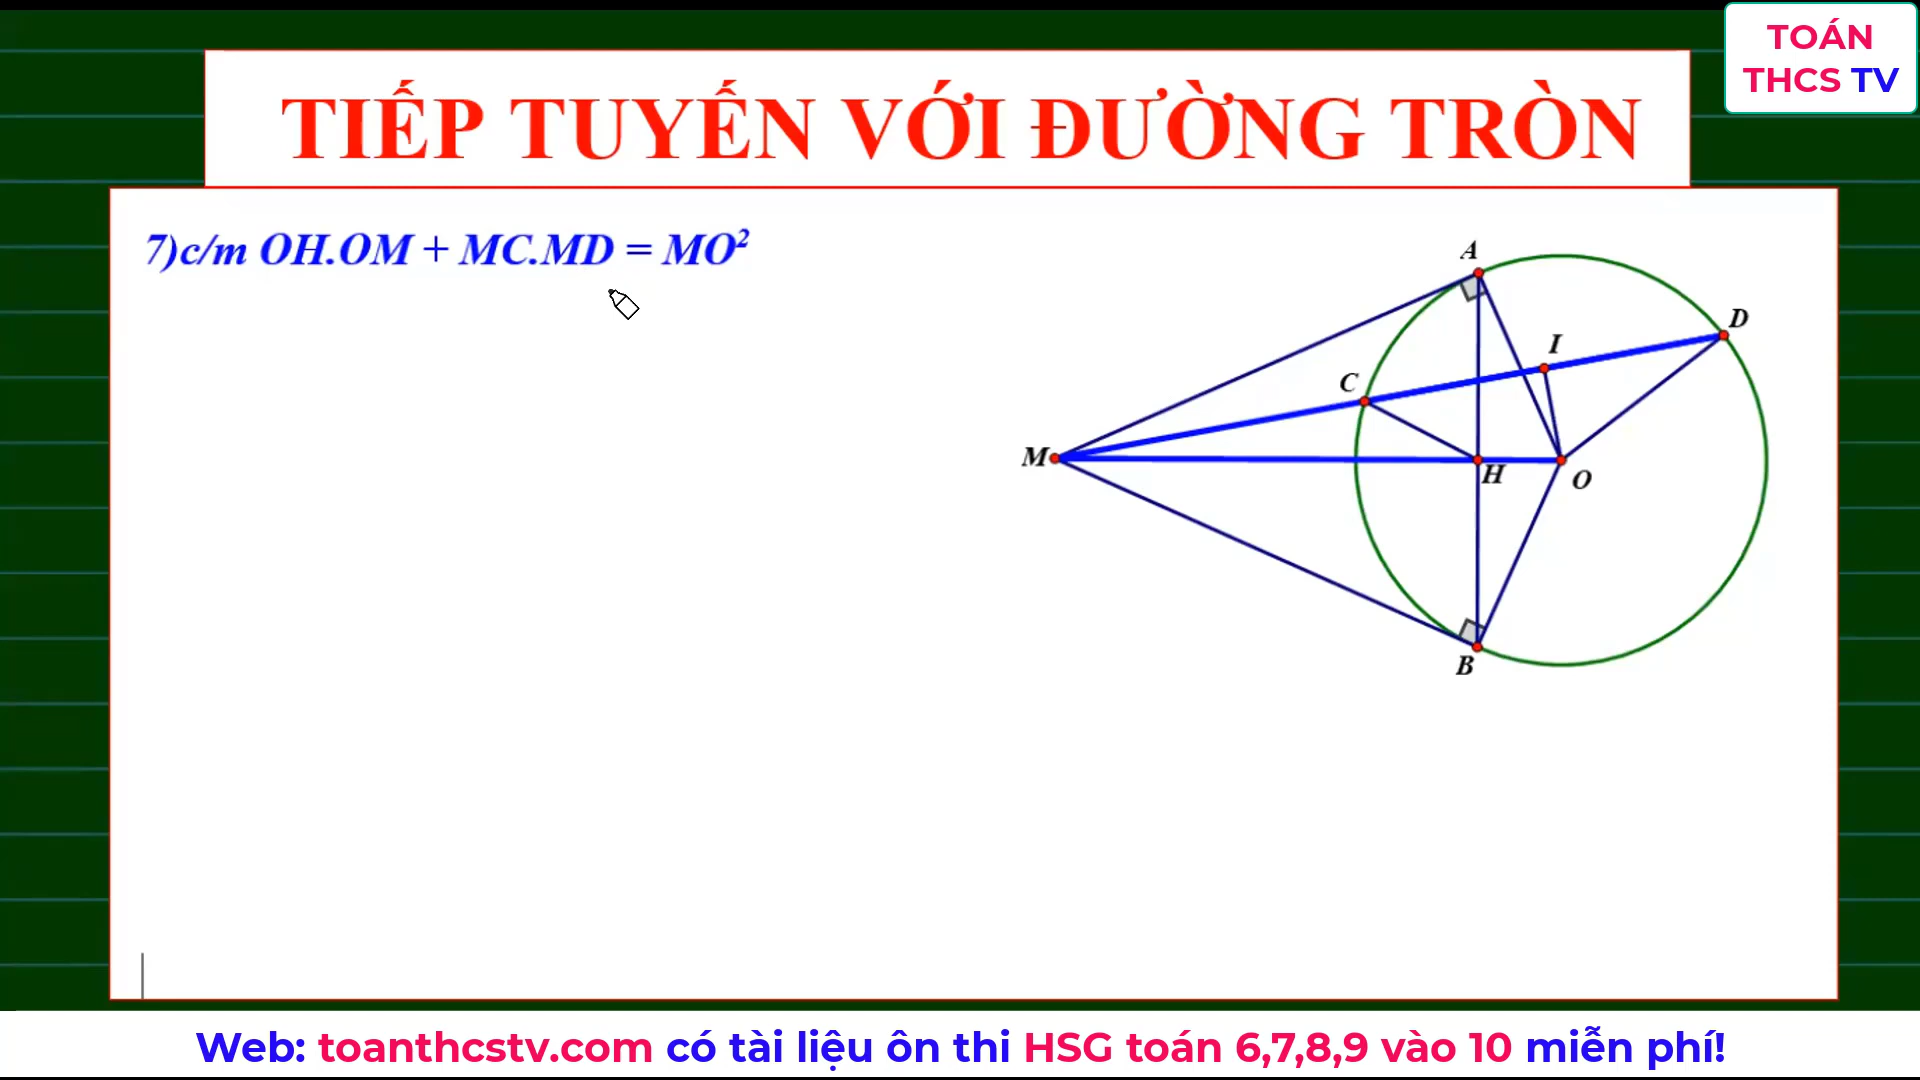 TOÁN
THCS TV
TIẾP TUYẾN VỚI ĐƯỜNG TRÒN
7)c/m OH.OM + MC.MD = MO²
A
D
I
C
M
H
O
B
Web: toanthcstv.com có tài liệu ôn thi HSG toán 6,7,8,9 vào 10 miễn phí!